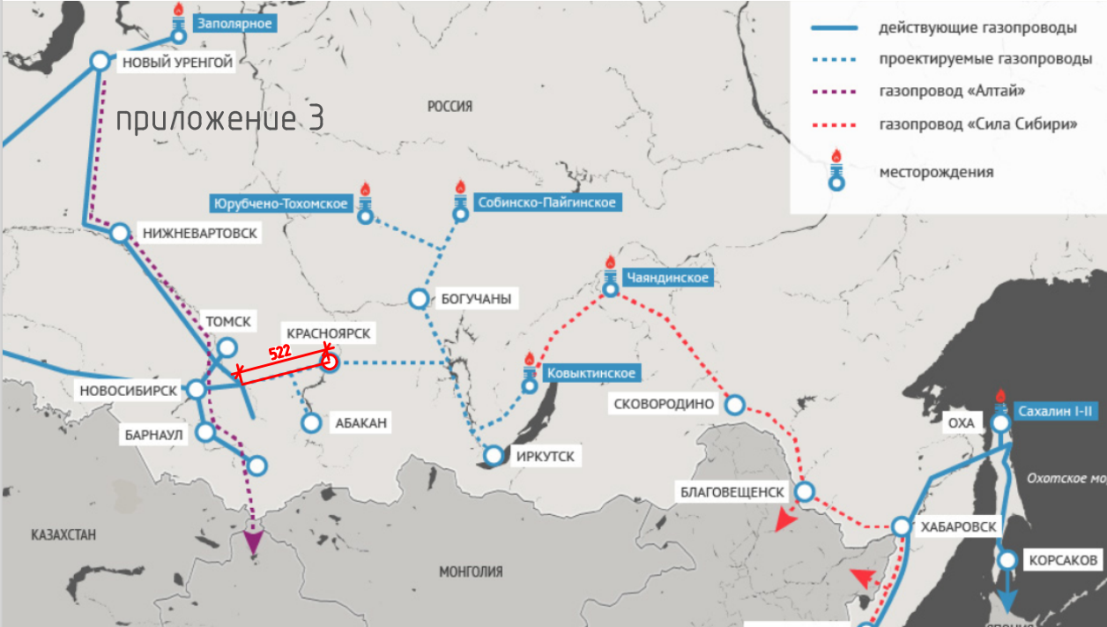 Заполярное
НОВЫЙ УРЕНГОЙ
приложение 3
РОССИЯ
действующие газопроводы
проектируемые газопроводы
газопровод «Алтай»
газопровод «Сила Сибири»
месторождения
Юрубчено-Тохомское
Собинско-Пайгинское
НИЖНЕВАРТОВСК
Чаяндинское
БОГУЧАНЫ
ТОМСК
КРАСНОЯРСК
522
Ковыктинское
НОВОСИБИРСК
СКОВОРОДИНО
Сахалин I-II
ОХА
АБАКАН
БАРНАУЛ
ИРКУТСК
Охотское мо
БЛАГОВЕЩЕНСК
ХАБАРОВСК
КАЗАХСТАН
МОНГОЛИЯ
КОРСАКОВ